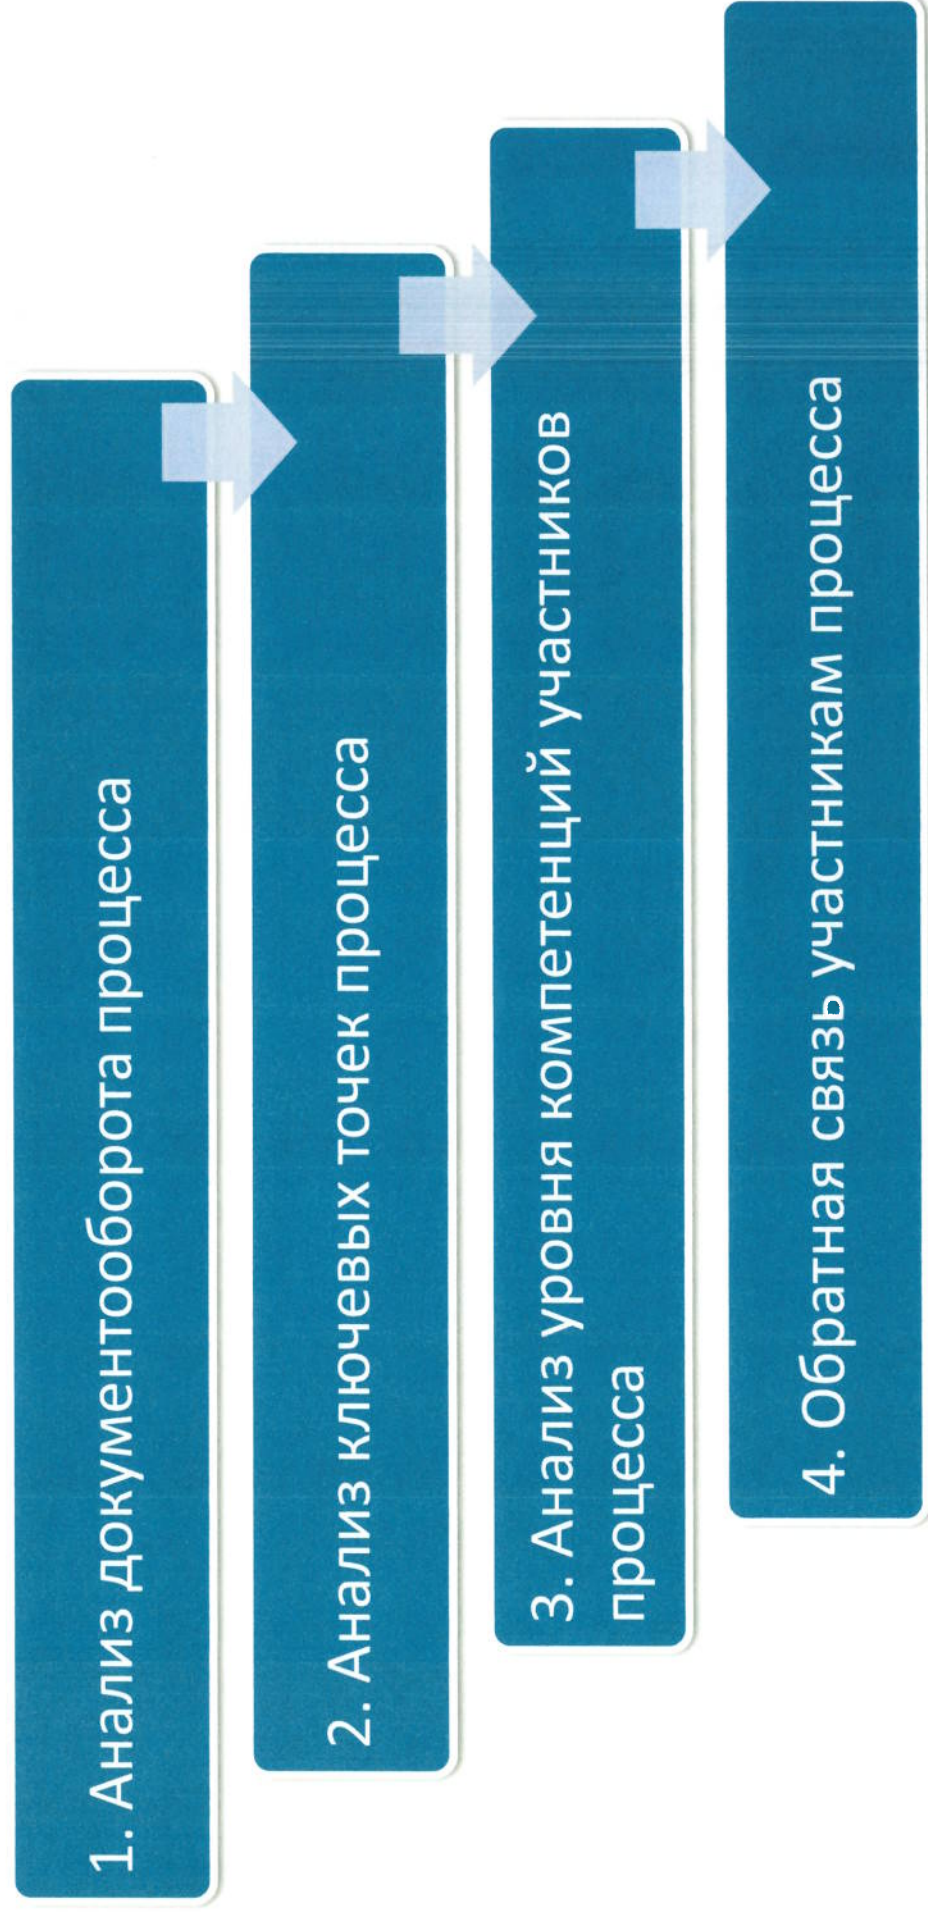 1. Анализ документооборота процесса
2. Анализ ключевых точек процесса
3. Анализ уровня компетенций участников
процесса
4. Обратная связь участникам процесса